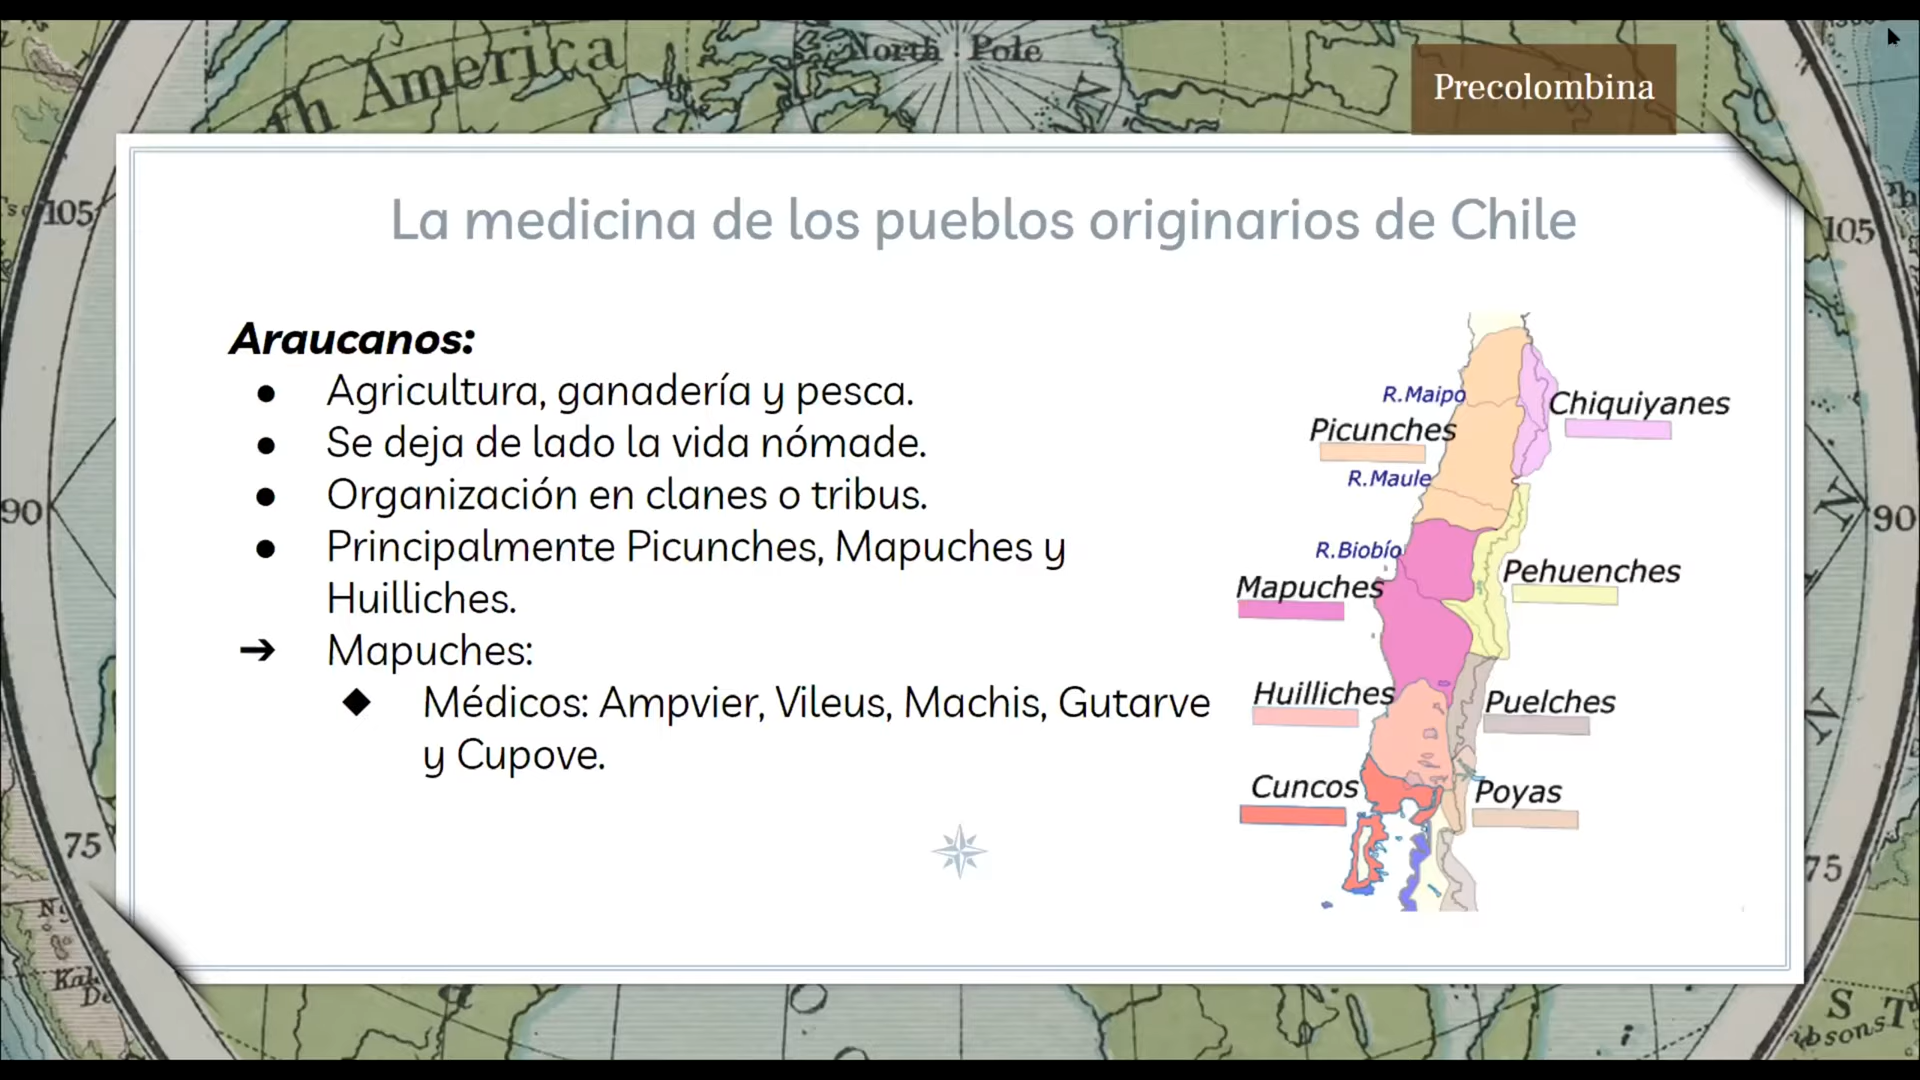 th America
North Pole
Precolombina
105
105
La medicina de los pueblos originarios de Chile
Araucanos:
● Agricultura, ganadería y pesca.
● Se deja de lado la vida nómade.
● Organización en clanes o tribus.
● Principalmente Picunches, Mapuches y
Huilliches.
➔ Mapuches:
◆ Médicos: Ampvier, Vileus, Machis, Gutarve
y Cupove.
R.Maipo
Chiquiyanes
Picunches
R.Maule
R.Biobío
Pehuenches
Mapuches
Huilliches
Puelches
Cuncos
Poyas
90
90
75
75